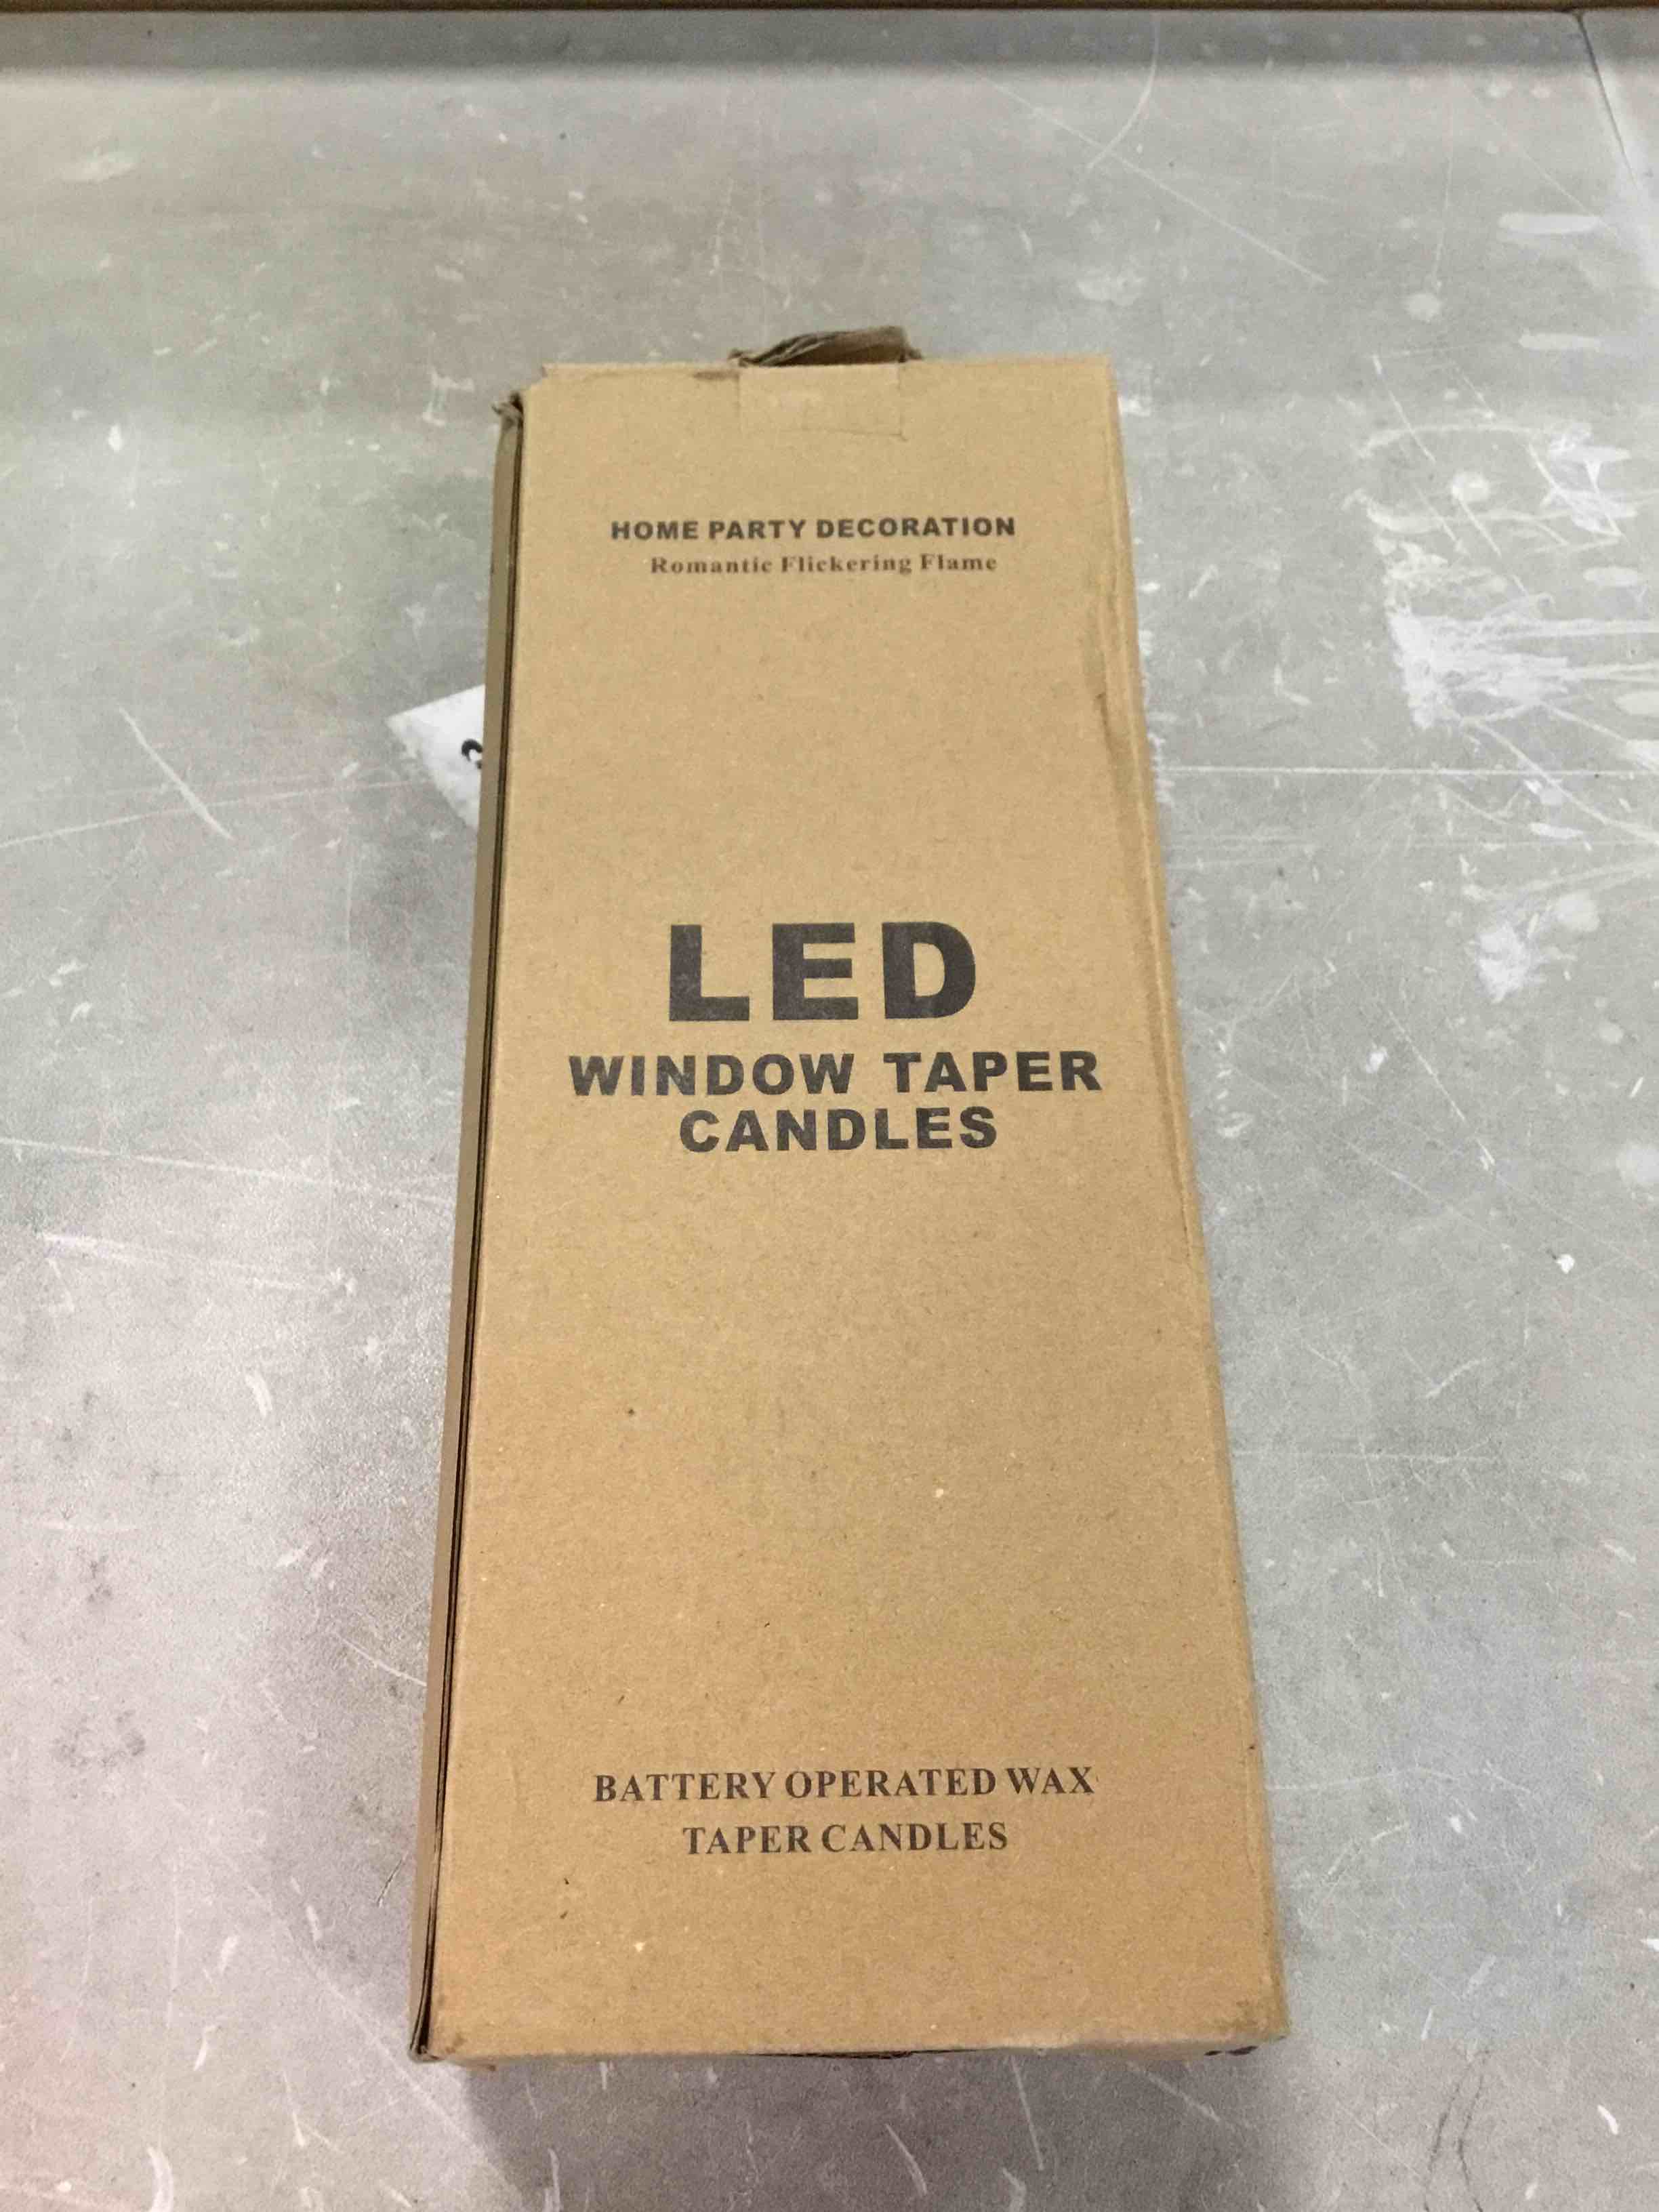 HOME PARTY DECORATION
Romantic Flickering Flame
LED
WINDOW TAPER
CANDLES
BATTERY OPERATED WAX
TAPER CANDLES